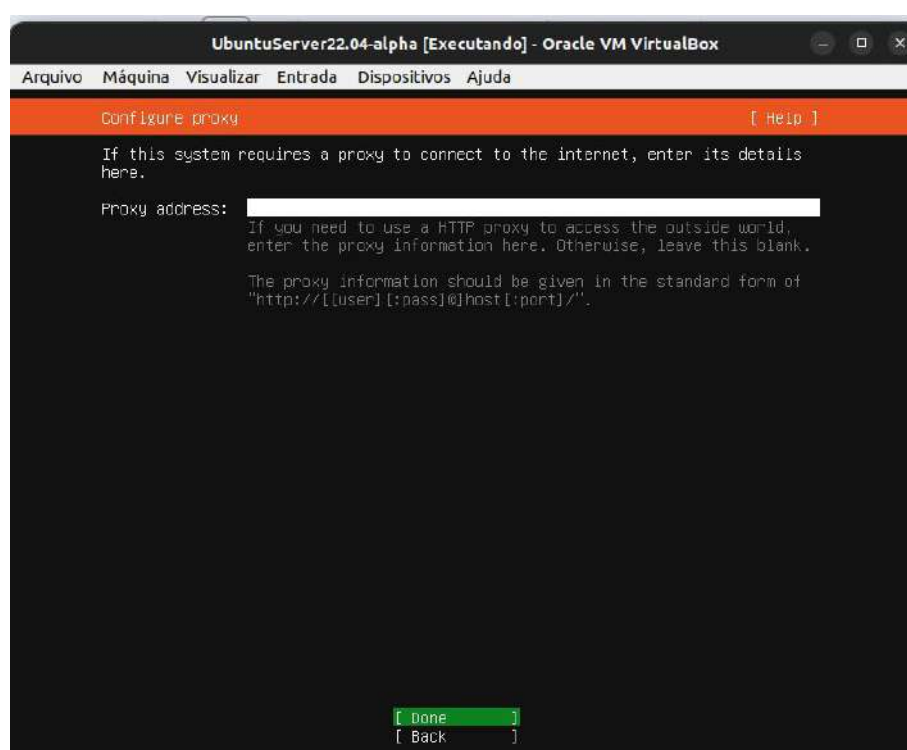 UbuntuServer22.04-alpha [Executando] - Oracle VM VirtualBox
Arquivo Máquina Visualizar Entrada Dispositivos Ajuda
Configure proxy [ Help ]
If this system requires a proxy to connect to the internet, enter its details
here.
Proxy address:
If you need to use a HTTP proxy to access the outside world,
enter the proxy information here. Otherwise, leave this blank.
The proxy information should be given in the standard form of
"http://[[user][:pass]@]host[:port]/".
[ Done ]
[ Back ]